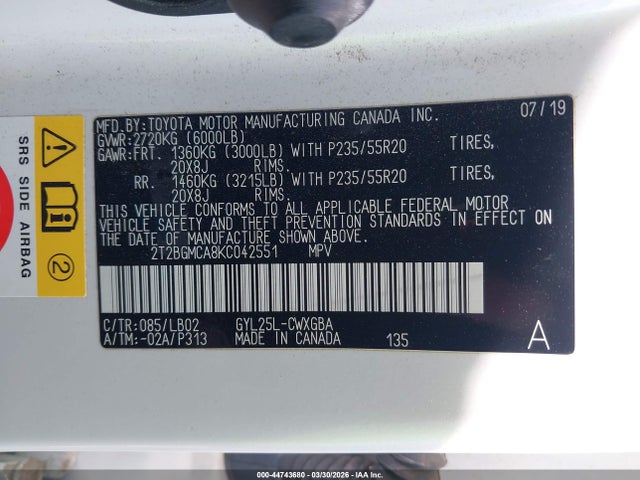 MFD.BY:TOYOTA MOTOR MANUFACTURING CANADA INC. 07/19
GVWR:2720KG (6000LB)
GAWR:FRT. 1360KG (3000LB) WITH P235/55R20 TIRES,
20X8J RIMS.
RR. 1460KG (3215LB) WITH P235/55R20 TIRES,
20X8J RIMS.
THIS VEHICLE CONFORMS TO ALL APPLICABLE FEDERAL MOTOR
VEHICLE SAFETY AND THEFT PREVENTION STANDARDS IN EFFECT ON
THE DATE OF MANUFACTURE SHOWN ABOVE.
2T2BGMCA8KC042551 MPV
C/TR:085/LB02 GYL25L-CWXGBA
A/TM:-02A/P313 MADE IN CANADA 135 A
SRS SIDE AIRBAG
2
000-44743680 - 03/30/2026 - IAA Inc.